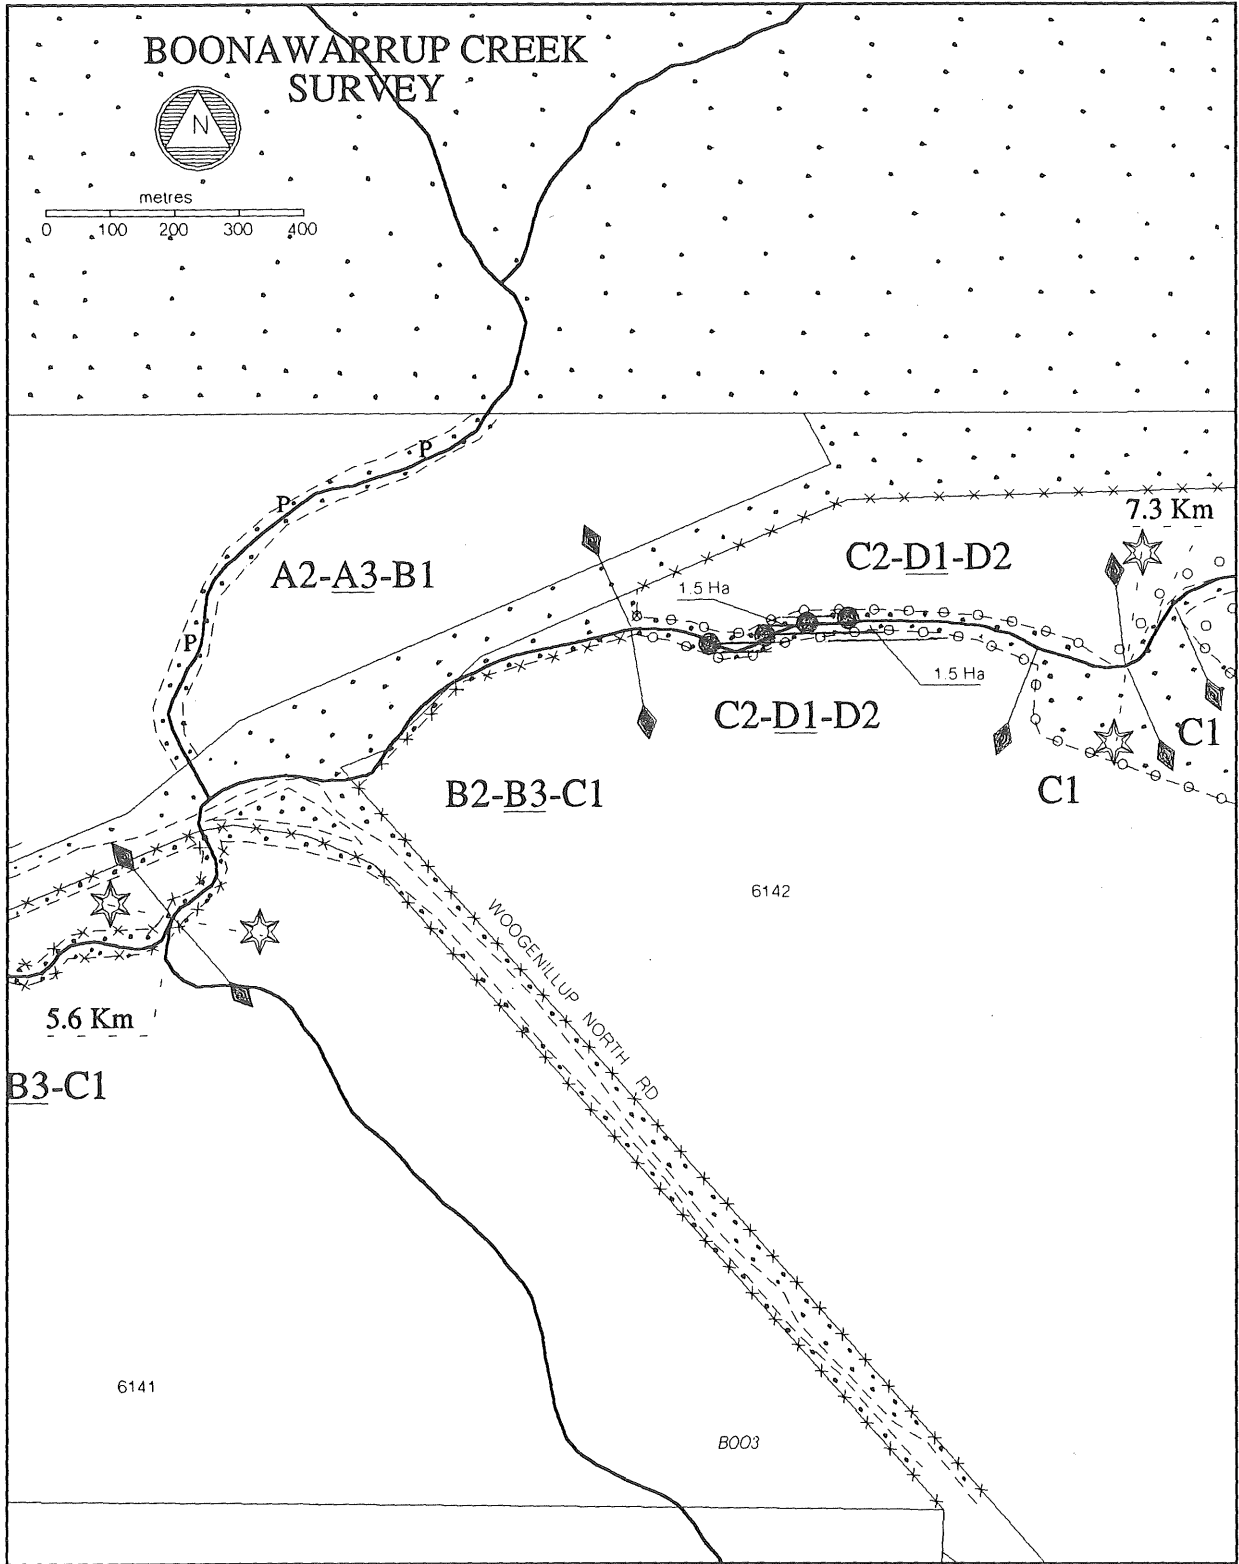 BOONAWARRUP CREEK
SURVEY
N
metres
0 100 200 300 400
P
P
7.3 Km
A2-A3-B1
C2-D1-D2
1.5 Ha
P
1.5 Ha
C2-D1-D2
C1
B2-B3-C1
C1
6142
WOOGENILLUP NORTH RD
5.6 Km
B3-C1
6141
B003